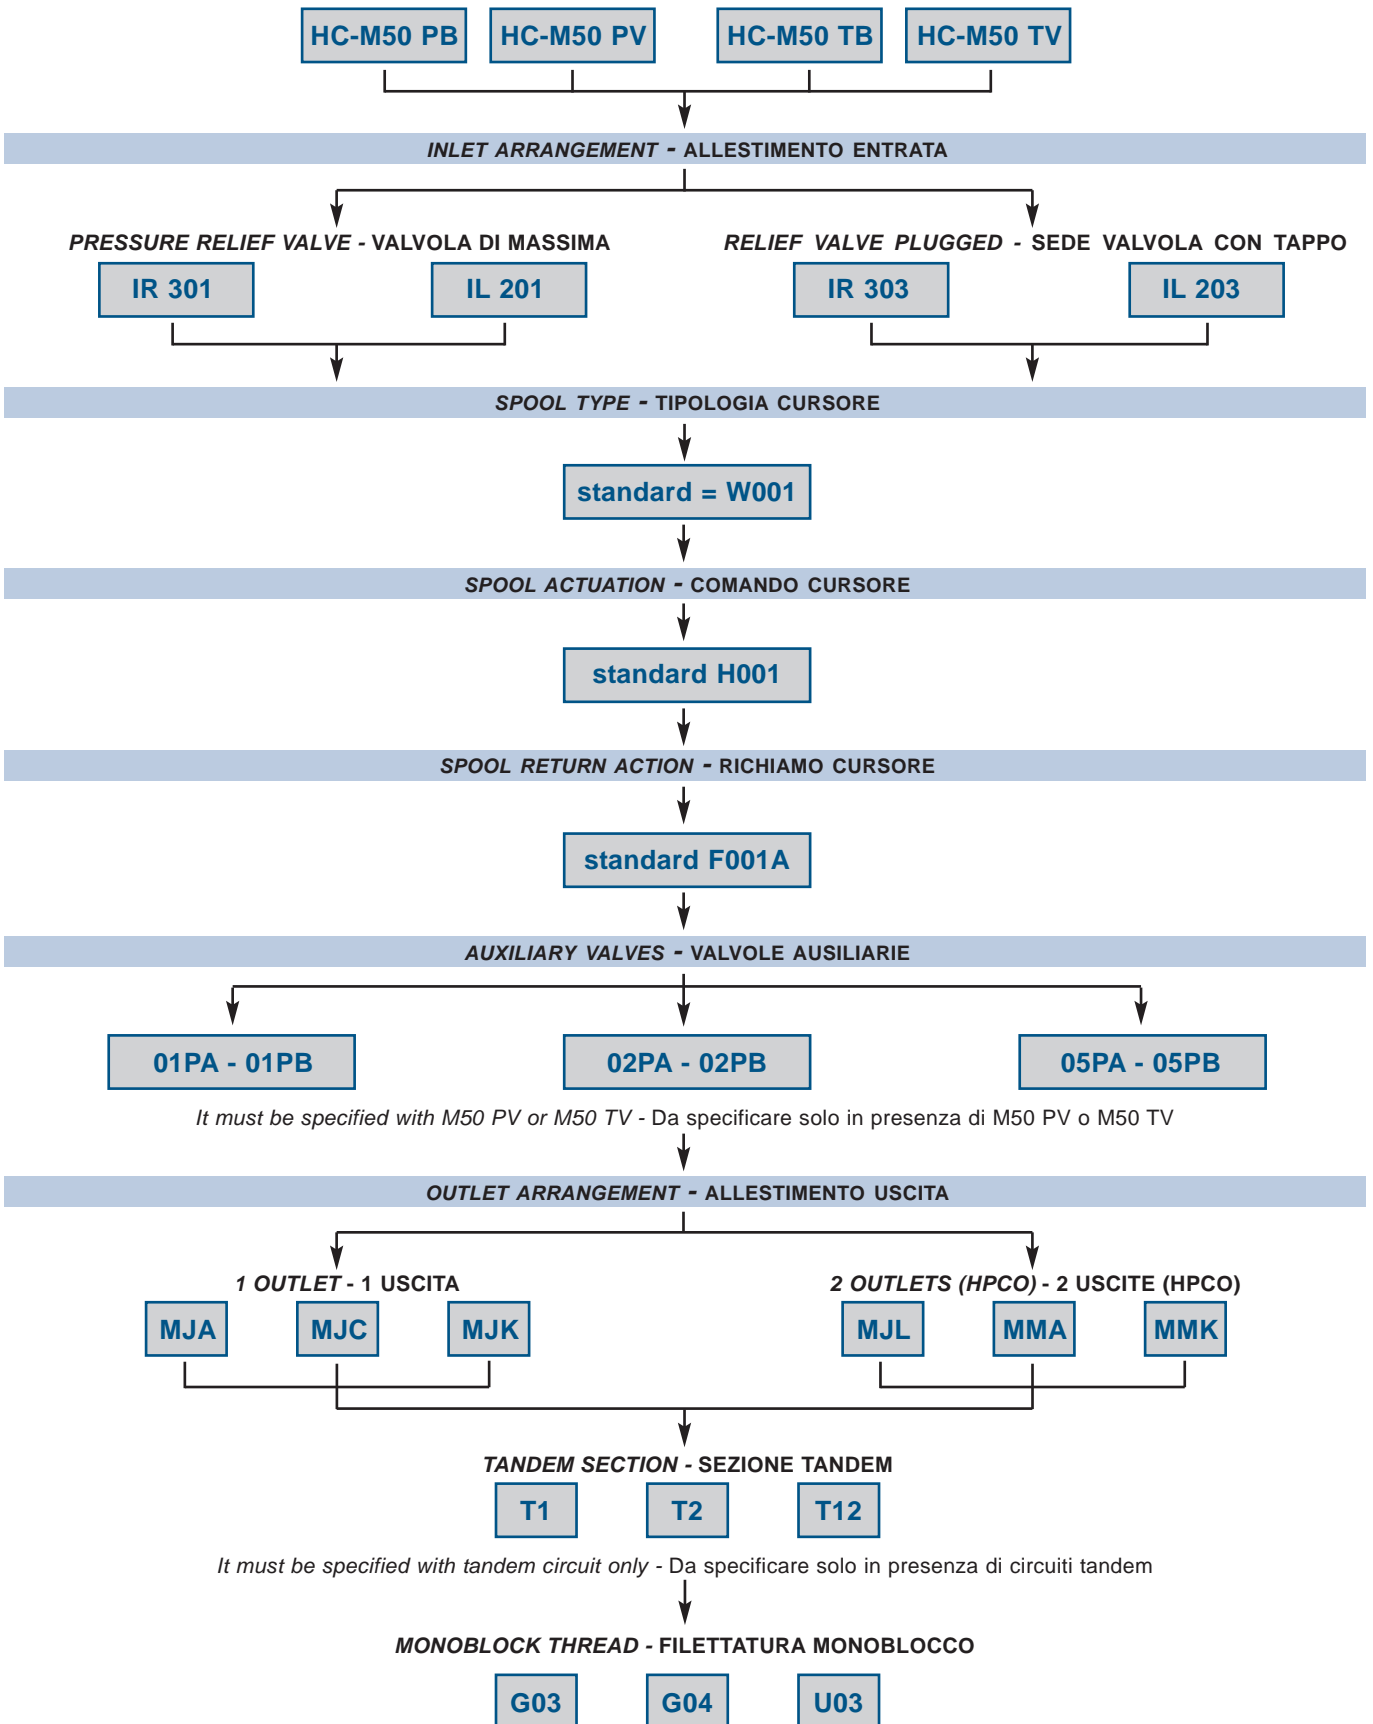 HC-M50 PB HC-M50 PV HC-M50 TB HC-M50 TV
INLET ARRANGEMENT - ALLESTIMENTO ENTRATA
PRESSURE RELIEF VALVE - VALVOLA DI MASSIMA
RELIEF VALVE PLUGGED - SEDE VALVOLA CON TAPPO
IR 301 IL 201 IR 303 IL 203
SPOOL TYPE - TIPOLOGIA CURSORE
standard = W001
SPOOL ACTUATION - COMANDO CURSORE
standard H001
SPOOL RETURN ACTION - RICHIAMO CURSORE
standard F001A
AUXILIARY VALVES - VALVOLE AUSILIARIE
01PA - 01PB 02PA - 02PB 05PA - 05PB
It must be specified with M50 PV or M50 TV - Da specificare solo in presenza di M50 PV o M50 TV
OUTLET ARRANGEMENT - ALLESTIMENTO USCITA
1 OUTLET - 1 USCITA
2 OUTLETS (HPCO) - 2 USCITE (HPCO)
MJA MJC MJK MJL MMA MMK
TANDEM SECTION - SEZIONE TANDEM
T1 T2 T12
It must be specified with tandem circuit only - Da specificare solo in presenza di circuiti tandem
MONOBLOCK THREAD - FILETTATURA MONOBLOCCO
G03 G04 U03